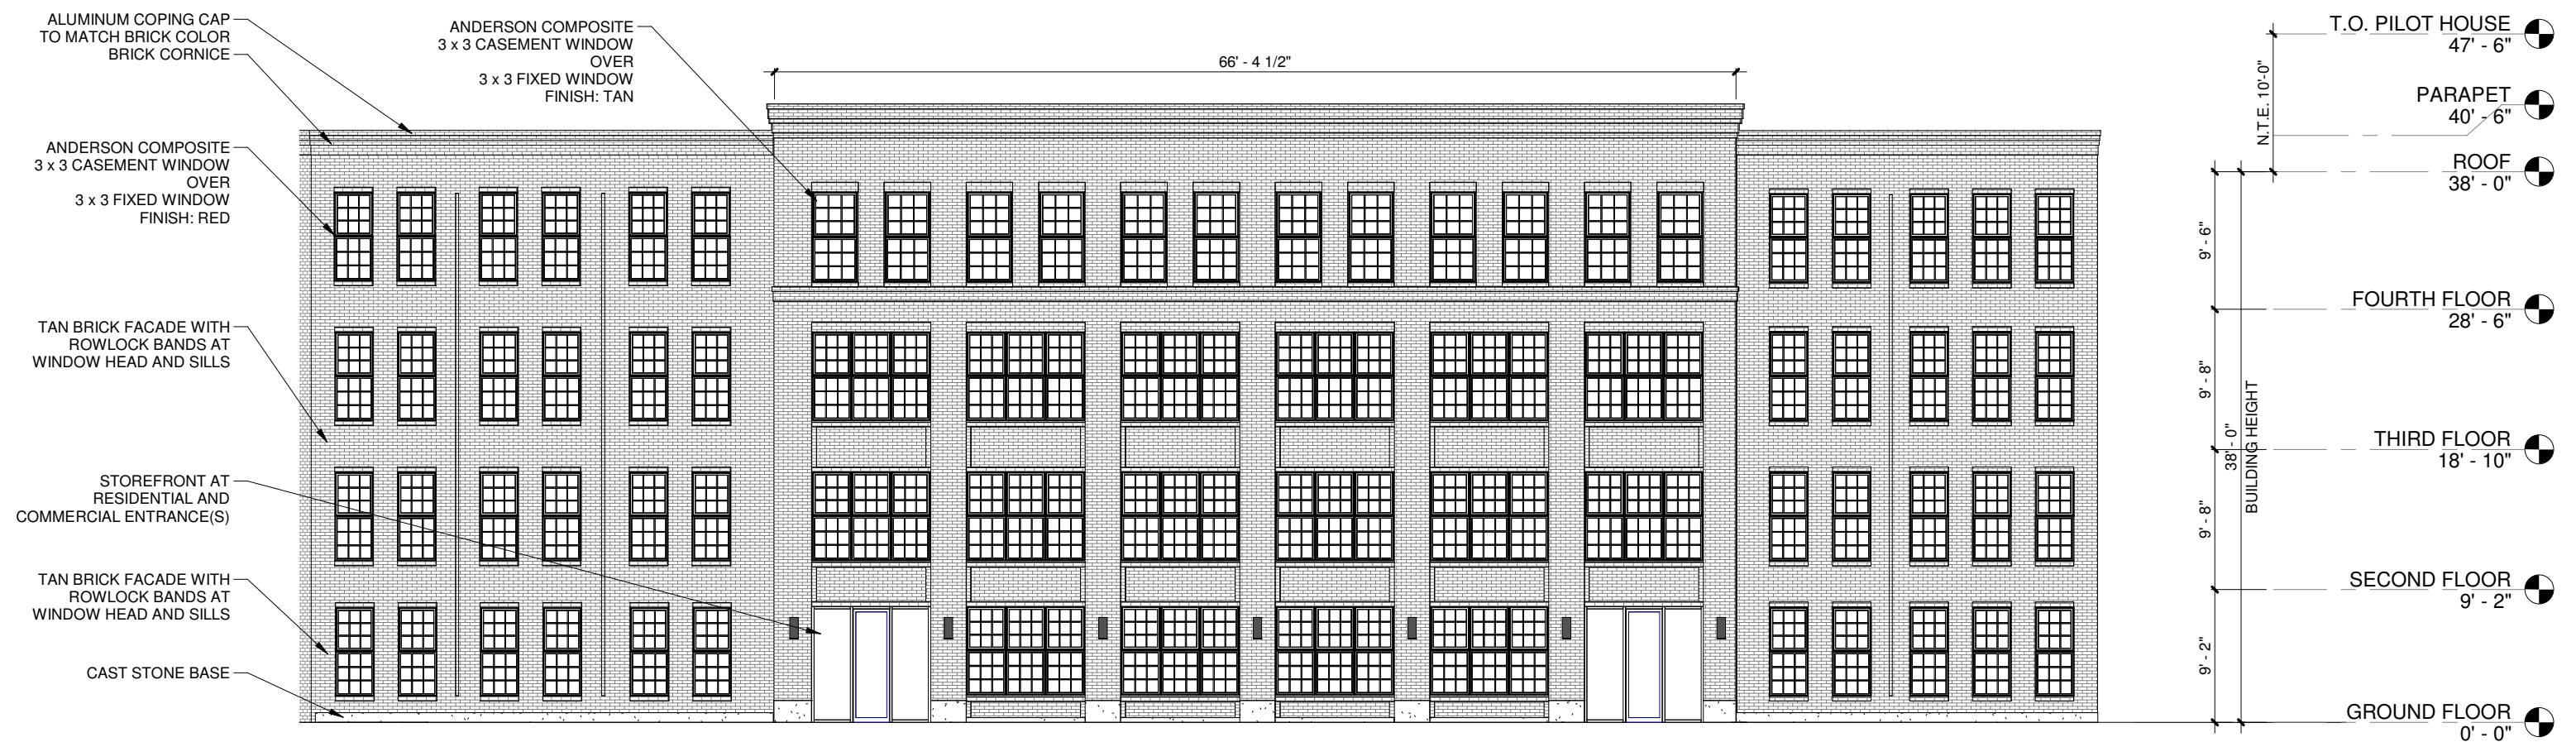 ALUMINUM COPING CAP
TO MATCH BRICK COLOR
BRICK CORNICE
ANDERSON COMPOSITE
3 x 3 CASEMENT WINDOW
OVER
3 x 3 FIXED WINDOW
FINISH: RED
TAN BRICK FACADE WITH
ROWLOCK BANDS AT
WINDOW HEAD AND SILLS
STOREFRONT AT
RESIDENTIAL AND
COMMERCIAL ENTRANCE(S)
TAN BRICK FACADE WITH
ROWLOCK BANDS AT
WINDOW HEAD AND SILLS
CAST STONE BASE
ANDERSON COMPOSITE
3 x 3 CASEMENT WINDOW
OVER
3 x 3 FIXED WINDOW
FINISH: TAN
66' - 4 1/2"
N.T.E. 10'-0"
9' - 6"
9' - 8"
9' - 8"
9' - 2"
38' - 0"
BUILDING HEIGHT
T.O. PILOT HOUSE
47' - 6"
PARAPET
40' - 6"
ROOF
38' - 0"
FOURTH FLOOR
28' - 6"
THIRD FLOOR
18' - 10"
SECOND FLOOR
9' - 2"
GROUND FLOOR
0' - 0"